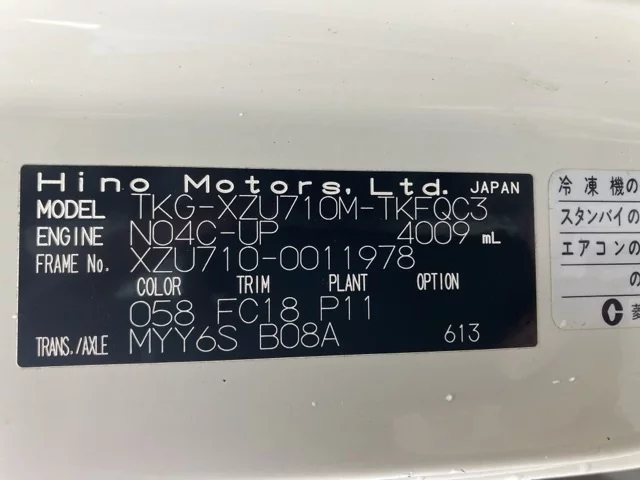 Hino Motors, Ltd. JAPAN
MODEL TKG-XZU710M-TKFQC3
ENGINE N04C-UP 4009 mL
FRAME No. XZU710-0011978
COLOR TRIM PLANT OPTION
058 FC18 P11
TRANS./AXLE MYY6S B08A 613
冷凍機の
スタンバイの
エアコンの
の
菱